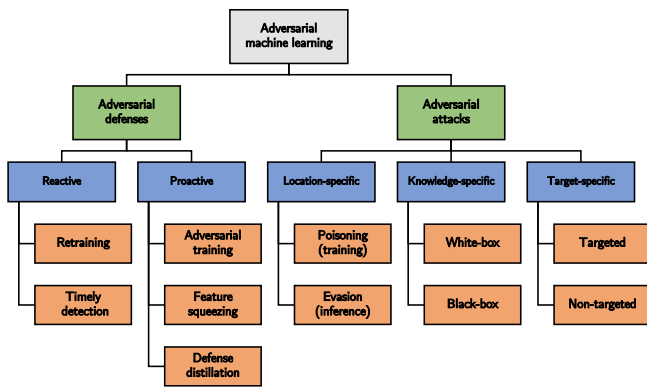 Adversarial
machine learning
Adversarial
defenses
Adversarial
attacks
Reactive
Proactive
Location-specific
Knowledge-specific
Target-specific
Retraining
Adversarial
training
Poisoning
(training)
White-box
Targeted
Timely
detection
Feature
squeezing
Evasion
(inference)
Black-box
Non-targeted
Defense
distillation